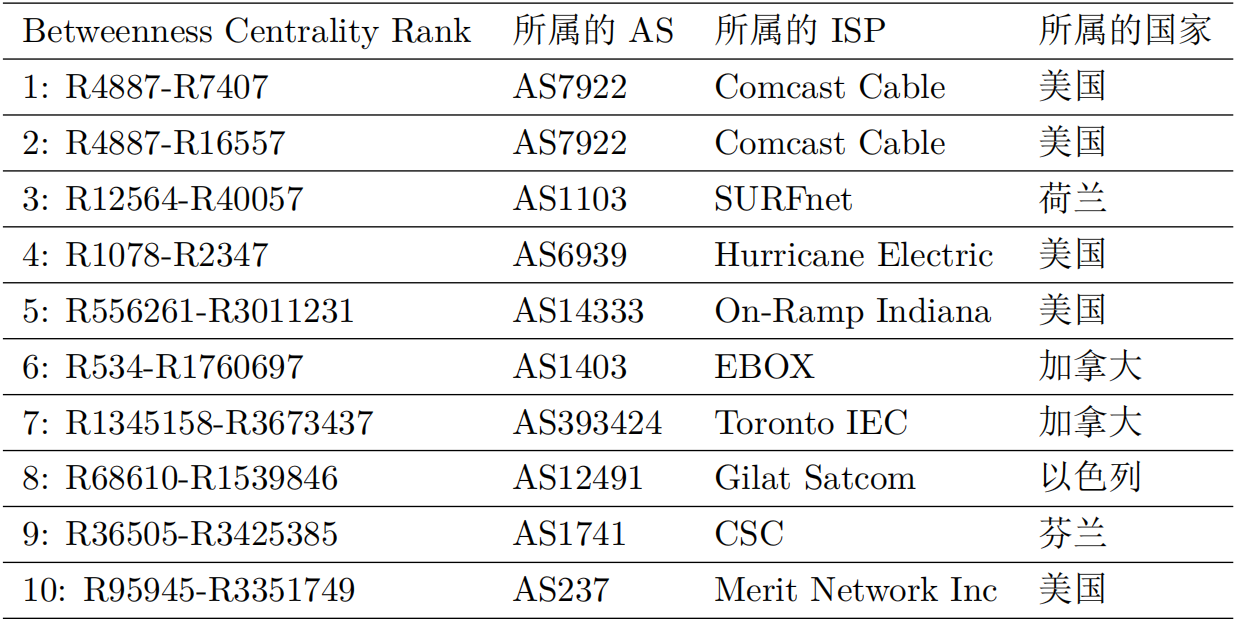 Betweenness Centrality Rank 所属的 AS 所属的 ISP 所属的国家
1: R4887-R7407 AS7922 Comcast Cable 美国
2: R4887-R16557 AS7922 Comcast Cable 美国
3: R12564-R40057 AS1103 SURFnet 荷兰
4: R1078-R2347 AS6939 Hurricane Electric 美国
5: R556261-R3011231 AS14333 On-Ramp Indiana 美国
6: R534-R1760697 AS1403 EBOX 加拿大
7: R1345158-R3673437 AS393424 Toronto IEC 加拿大
8: R68610-R1539846 AS12491 Gilat Satcom 以色列
9: R36505-R3425385 AS1741 CSC 芬兰
10: R95945-R3351749 AS237 Merit Network Inc 美国